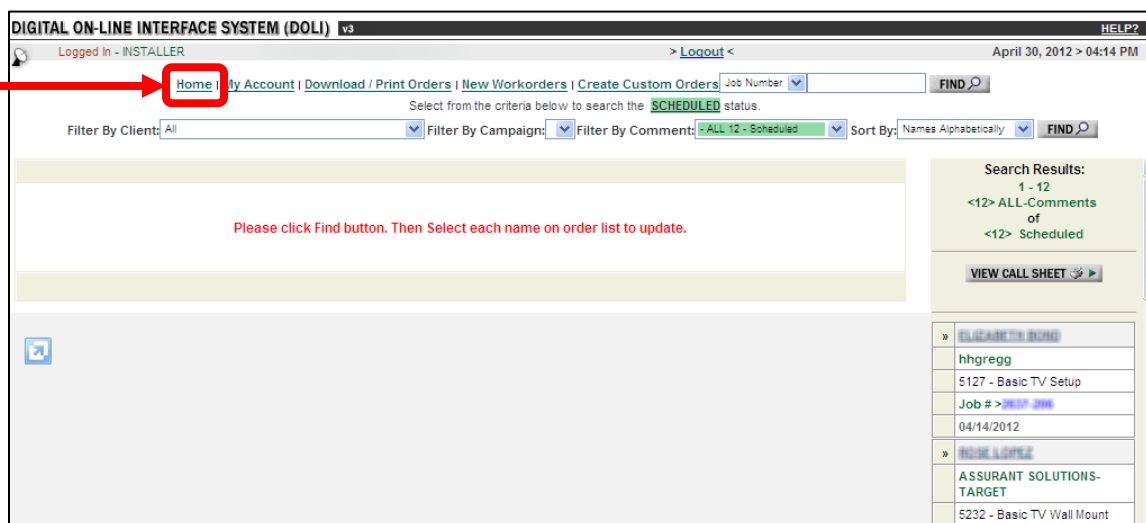 DIGITAL ON-LINE INTERFACE SYSTEM (DOLI) v3 HELP?
Logged In - INSTALLER > Logout < April 30, 2012 > 04:14 PM
Home | My Account | Download / Print Orders | New Workorders | Create Custom Orders Job Number FIND
Select from the criteria below to search the SCHEDULED status.
Filter By Client: All Filter By Campaign: Filter By Comment: - ALL 12 - Scheduled Sort By: Names Alphabetically FIND
Search Results:
1 - 12
<12> ALL-Comments
of
<12> Scheduled
Please click Find button. Then Select each name on order list to update.
VIEW CALL SHEET
»
hhgregg
5127 - Basic TV Setup
Job # >
04/14/2012
»
ASSURANT SOLUTIONS-
TARGET
5232 - Basic TV Wall Mount